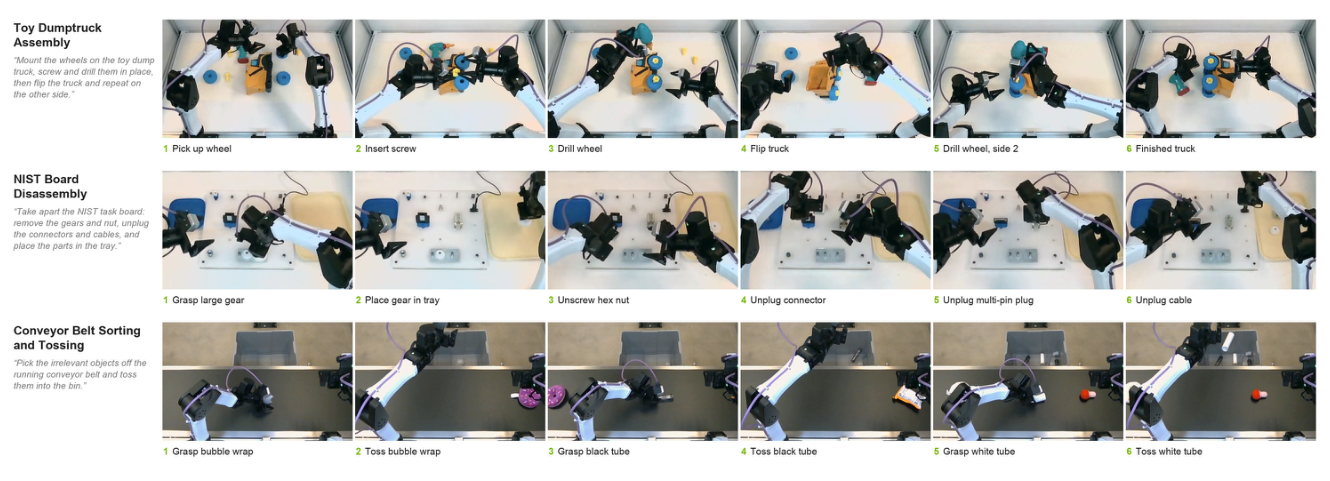 Toy Dumptruck
Assembly
"Mount the wheels on the toy dump
truck, screw and drill them in place,
then flip the truck and repeat on
the other side."
1 Pick up wheel
2 Insert screw
3 Drill wheel
4 Flip truck
5 Drill wheel, side 2
6 Finished truck
NIST Board
Disassembly
"Take apart the NIST task board:
remove the gears and nut, unplug
the connectors and cables, and
place the parts in the tray."
1 Grasp large gear
2 Place gear in tray
3 Unscrew hex nut
4 Unplug connector
5 Unplug multi-pin plug
6 Unplug cable
Conveyor Belt Sorting
and Tossing
"Pick the irrelevant objects off the
running conveyor belt and toss
them into the bin."
1 Grasp bubble wrap
2 Toss bubble wrap
3 Grasp black tube
4 Toss black tube
5 Grasp white tube
6 Toss white tube